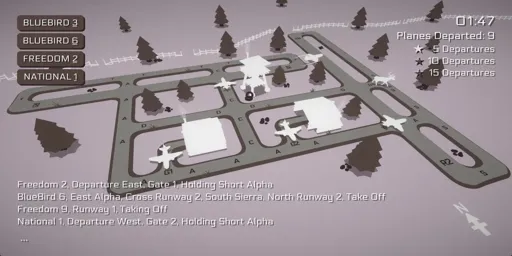 BLUEBIRD 3
BLUEBIRD 6
FREEDOM 2
NATIONAL 1
01:47
Planes Departed: 9
5 Departures
10 Departures
15 Departures
Freedom 2, Departure East, Gate 1, Holding Short Alpha
BlueBird 6, East Alpha, Cross Runway 2, South Sierra, North Runway 2, Take Off
Freedom 9, Runway 1, Taking Off
National 1, Departure West, Gate 2, Holding Short Alpha
...